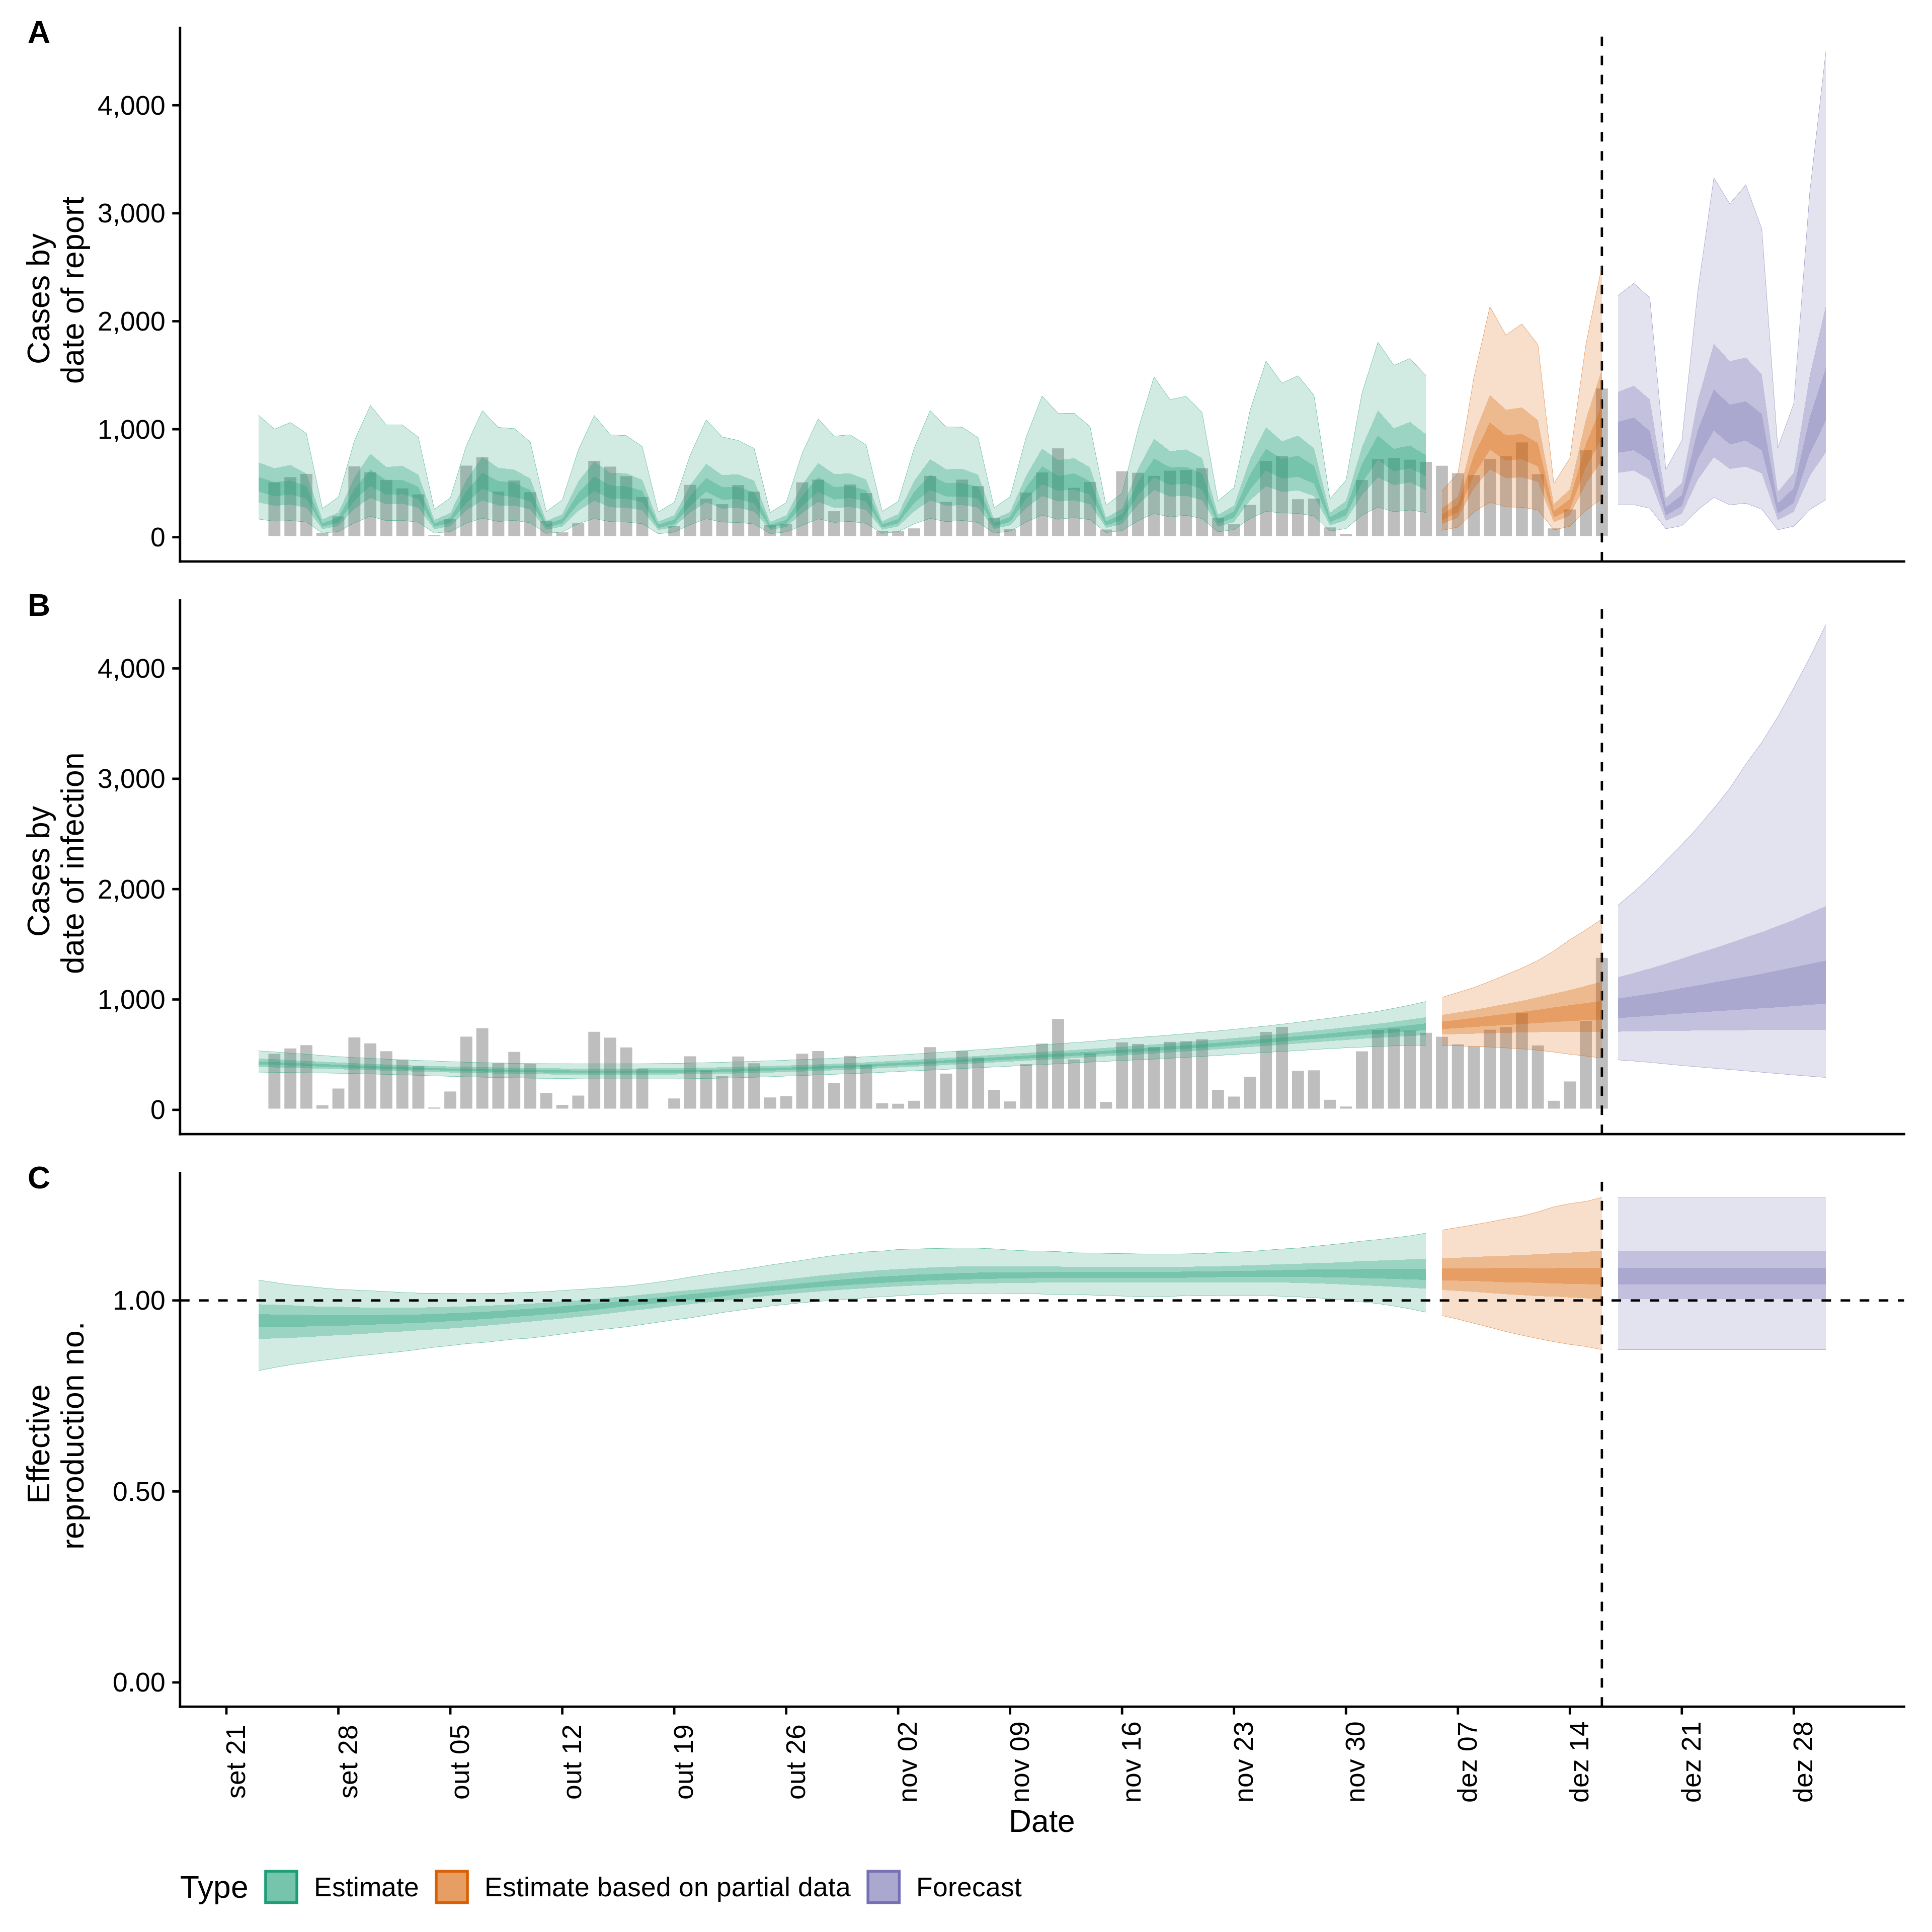 A
Cases by
date of report
4,000
3,000
2,000
1,000
0
B
Cases by
date of infection
4,000
3,000
2,000
1,000
0
C
Effective
reproduction no.
1.00
0.50
0.00
set 21
set 28
out 05
out 12
out 19
out 26
nov 02
nov 09
nov 16
nov 23
nov 30
dez 07
dez 14
dez 21
dez 28
Date
Type Estimate Estimate based on partial data Forecast